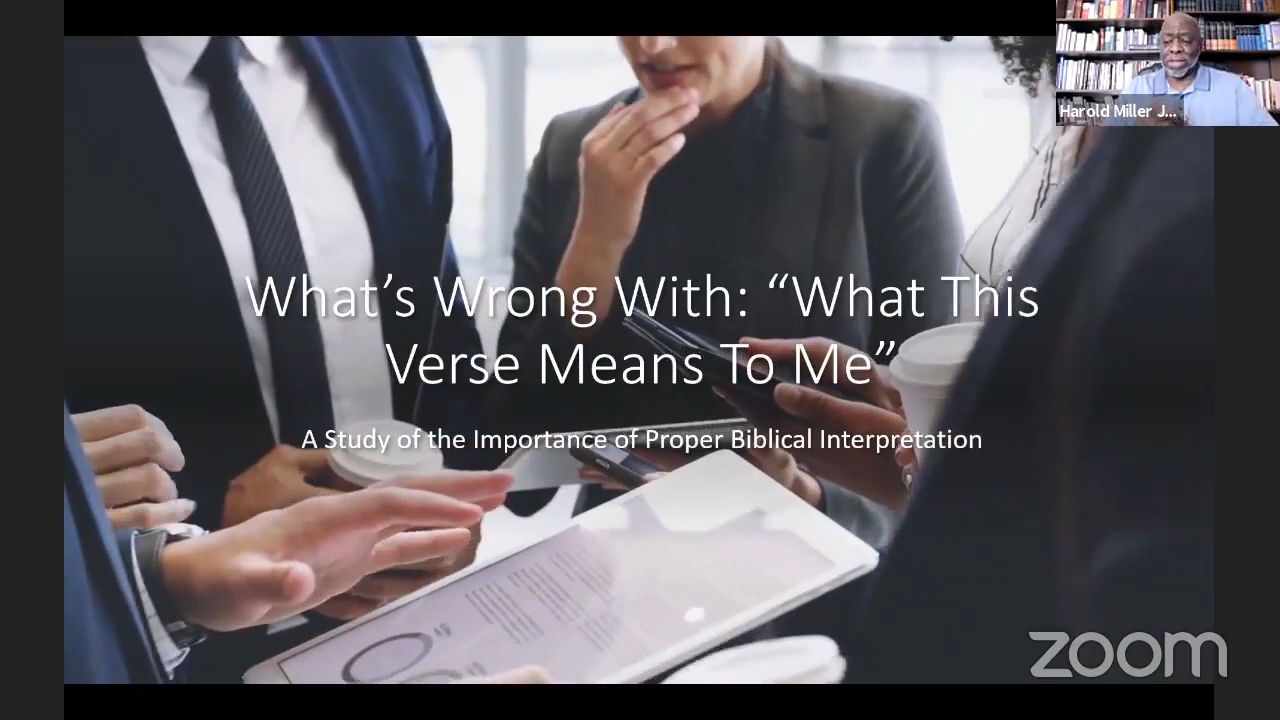 Harold Miller J...
What's Wrong With: “What This
Verse Means To Me”
A Study of the Importance of Proper Biblical Interpretation
zoom